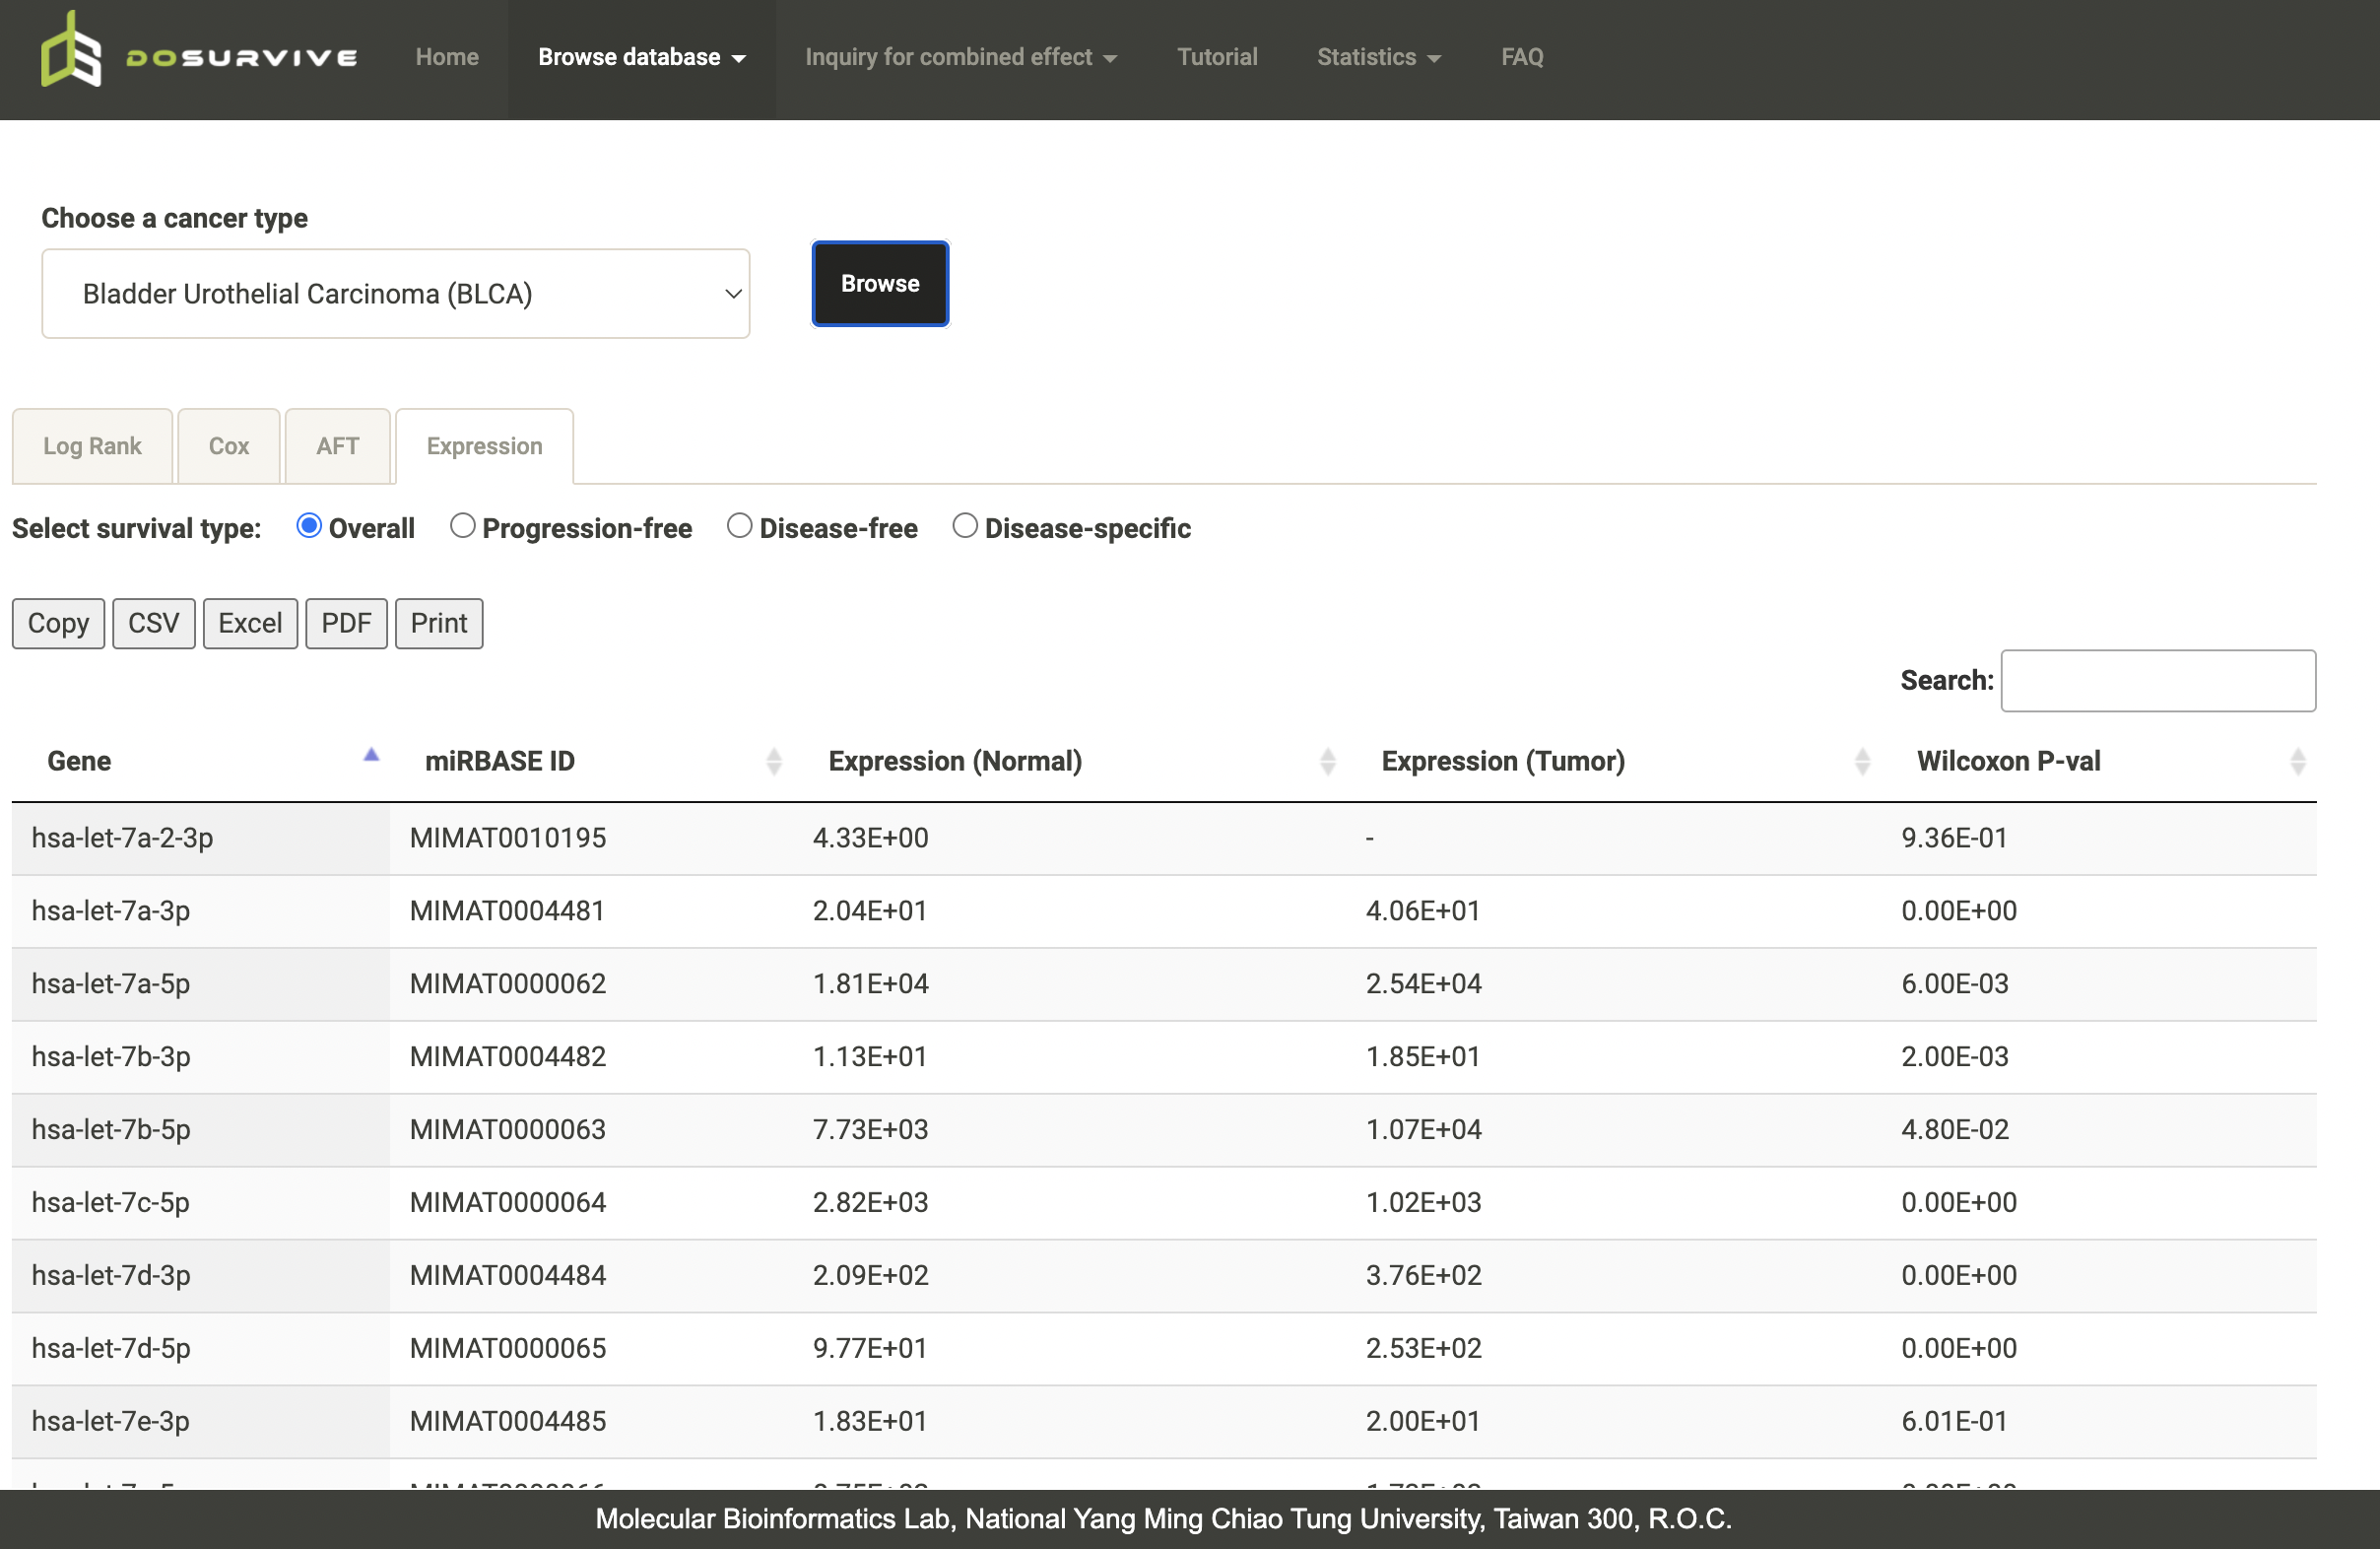 DOSURVIVE Home Browse database Inquiry for combined effect Tutorial Statistics FAQ
Choose a cancer type
Bladder Urothelial Carcinoma (BLCA) Browse
Log Rank Cox AFT Expression
Select survival type: Overall Progression-free Disease-free Disease-specific
Copy CSV Excel PDF Print
Search:
Gene miRBASE ID Expression (Normal) Expression (Tumor) Wilcoxon P-val
hsa-let-7a-2-3p MIMAT0010195 4.33E+00 - 9.36E-01
hsa-let-7a-3p MIMAT0004481 2.04E+01 4.06E+01 0.00E+00
hsa-let-7a-5p MIMAT0000062 1.81E+04 2.54E+04 6.00E-03
hsa-let-7b-3p MIMAT0004482 1.13E+01 1.85E+01 2.00E-03
hsa-let-7b-5p MIMAT0000063 7.73E+03 1.07E+04 4.80E-02
hsa-let-7c-5p MIMAT0000064 2.82E+03 1.02E+03 0.00E+00
hsa-let-7d-3p MIMAT0004484 2.09E+02 3.76E+02 0.00E+00
hsa-let-7d-5p MIMAT0000065 9.77E+01 2.53E+02 0.00E+00
hsa-let-7e-3p MIMAT0004485 1.83E+01 2.00E+01 6.01E-01
Molecular Bioinformatics Lab, National Yang Ming Chiao Tung University, Taiwan 300, R.O.C.